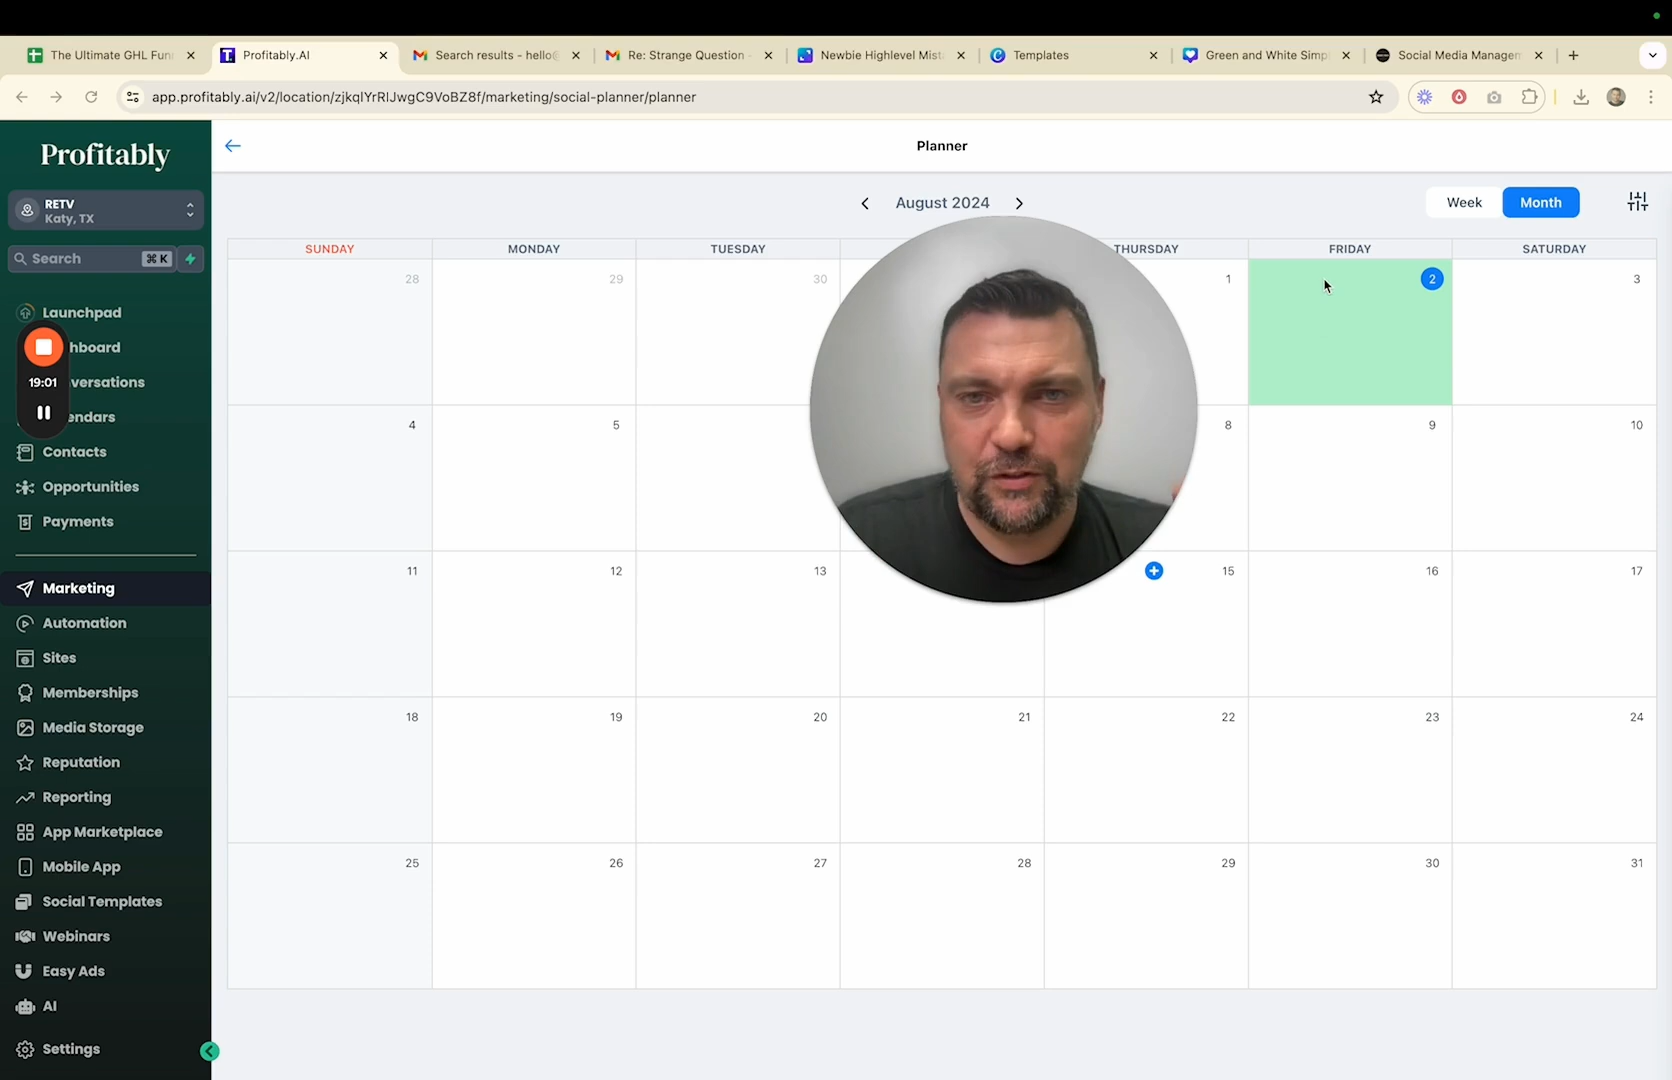 The Ultimate GHL Fun
Profitably.AI
Search results - hello@
Re: Strange Question -
Newbie Highlevel Mist
Templates
Green and White Simp
Social Media Managem
app.profitably.ai/v2/location/zjkqlYrRlJwgC9VoBZ8f/marketing/social-planner/planner
Profitably
RETV
Katy, TX
Search
⌘ K
Launchpad
hboard
19:01
versations
endars
Contacts
Opportunities
Payments
Marketing
Automation
Sites
Memberships
Media Storage
Reputation
Reporting
App Marketplace
Mobile App
Social Templates
Webinars
Easy Ads
AI
Settings
Planner
August 2024
Week
Month
SUNDAY MONDAY TUESDAY THURSDAY FRIDAY SATURDAY
28 29 30 1 2 3
4 5 8 9 10
11 12 13 15 16 17
18 19 20 21 22 23 24
25 26 27 28 29 30 31